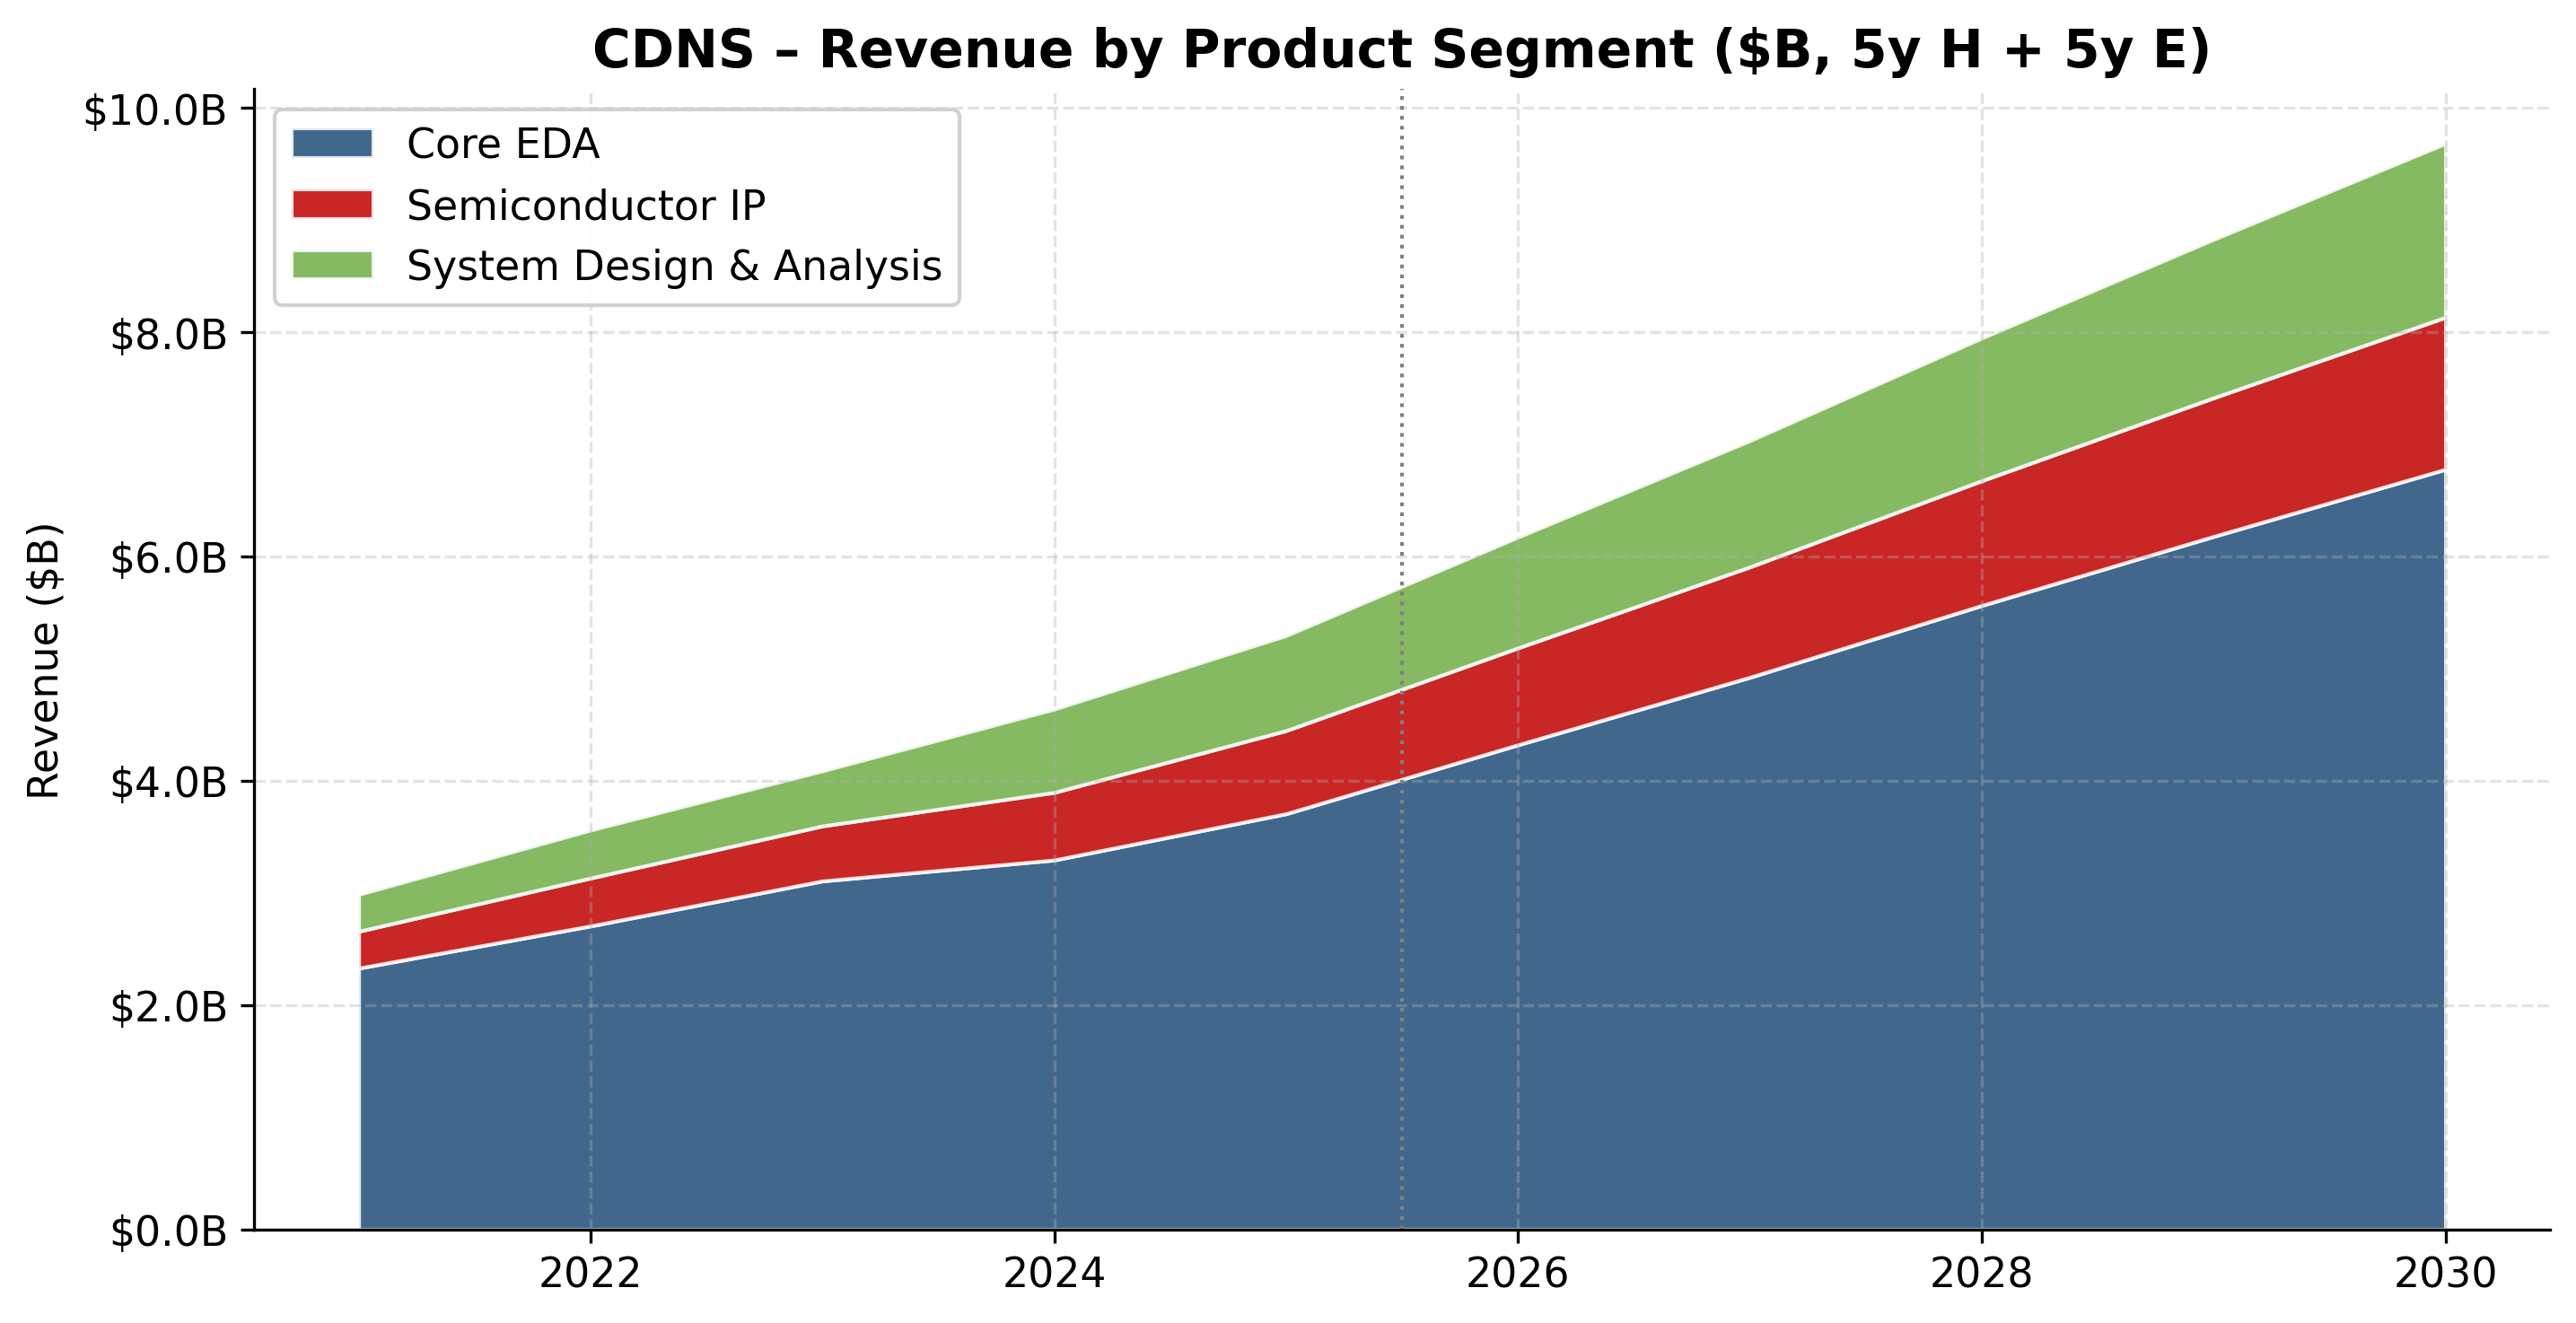 CDNS – Revenue by Product Segment ($B, 5y H + 5y E)
$10.0B
$8.0B
$6.0B
$4.0B
$2.0B
$0.0B
Revenue ($B)
Core EDA
Semiconductor IP
System Design & Analysis
2022
2024
2026
2028
2030